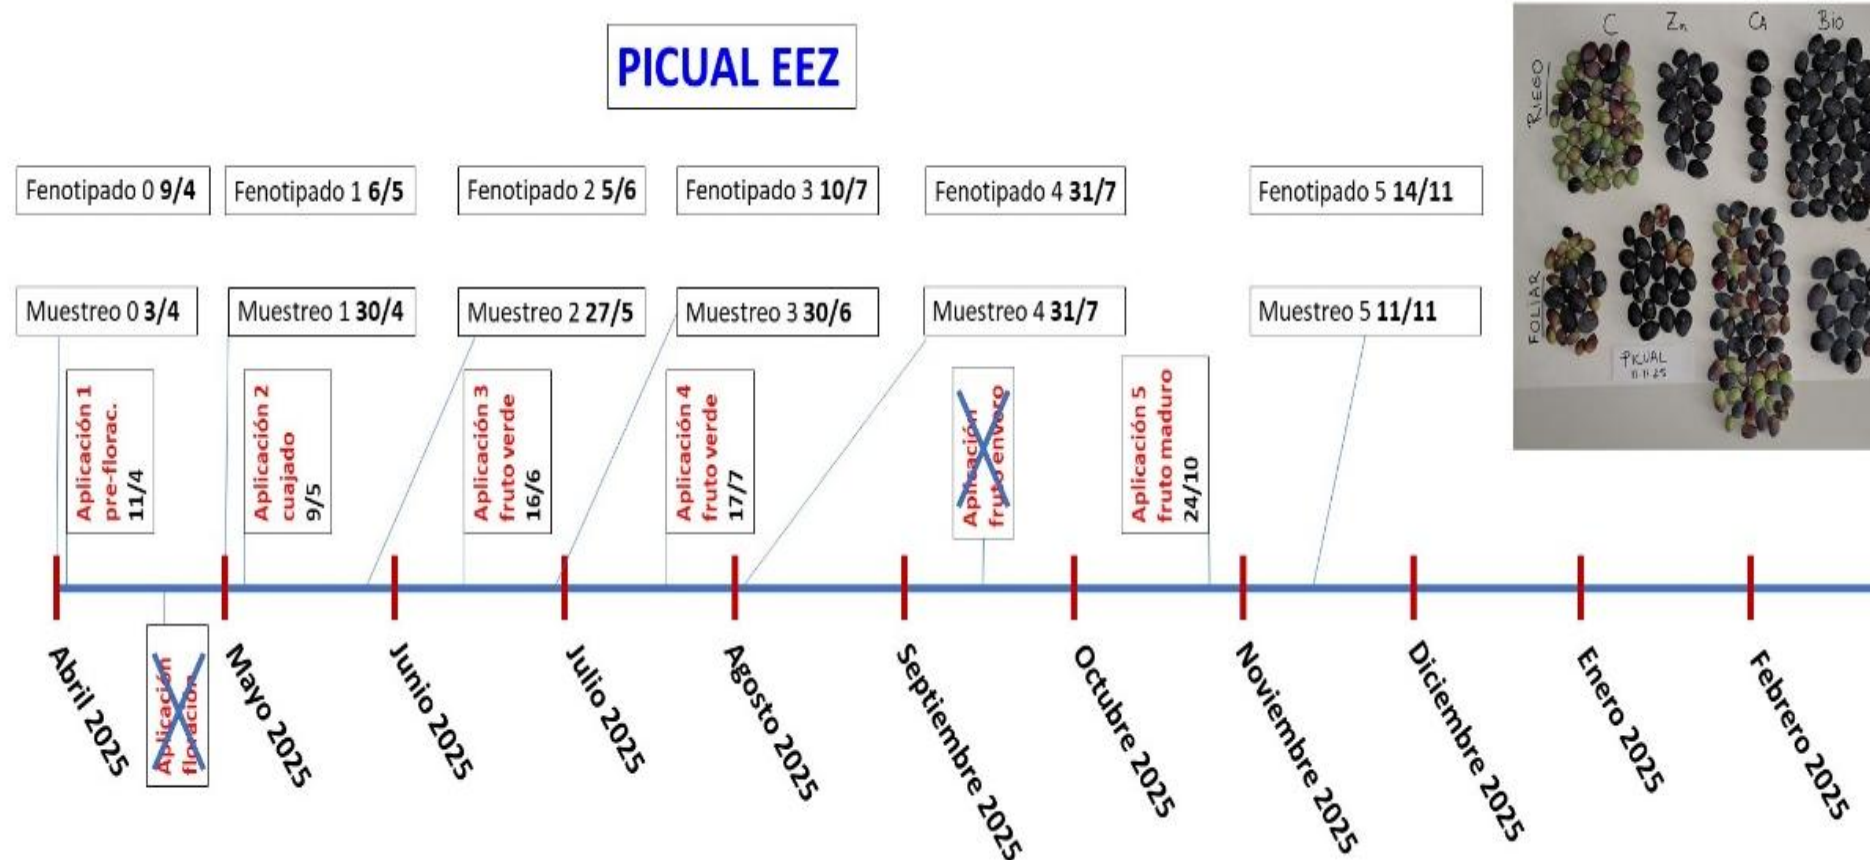 PICUAL EEZ
Fenotipado 0 9/4
Fenotipado 1 6/5
Fenotipado 2 5/6
Fenotipado 3 10/7
Fenotipado 4 31/7
Fenotipado 5 14/11
Muestreo 0 3/4
Muestreo 1 30/4
Muestreo 2 27/5
Muestreo 3 30/6
Muestreo 4 31/7
Muestreo 5 11/11
Aplicación 1
pre-florac.
11/4
Aplicación 2
cuajado
9/5
Aplicación 3
fruto verde
16/6
Aplicación 4
fruto verde
17/7
Aplicación
fruto envero
Aplicación 5
fruto maduro
24/10
Aplicación
floración
Abril 2025
Mayo 2025
Junio 2025
Julio 2025
Agosto 2025
Septiembre 2025
Octubre 2025
Noviembre 2025
Diciembre 2025
Enero 2025
Febrero 2025
C Zn CA BIO
RIEGO
FOLIAR
PICUAL
11-11-25